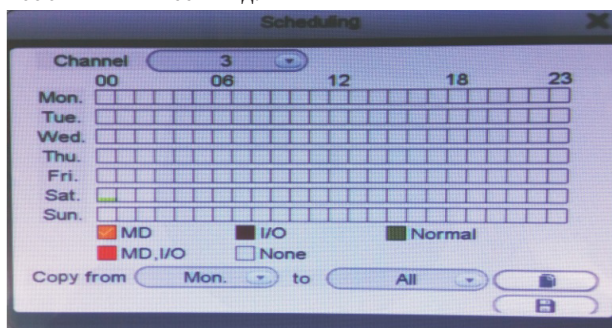 Scheduling
Channel 3
00 06 12 18 23
Mon.
Tue.
Wed.
Thu.
Fri.
Sat.
Sun.
MD I/O Normal
MD,I/O None
Copy from Mon. to All